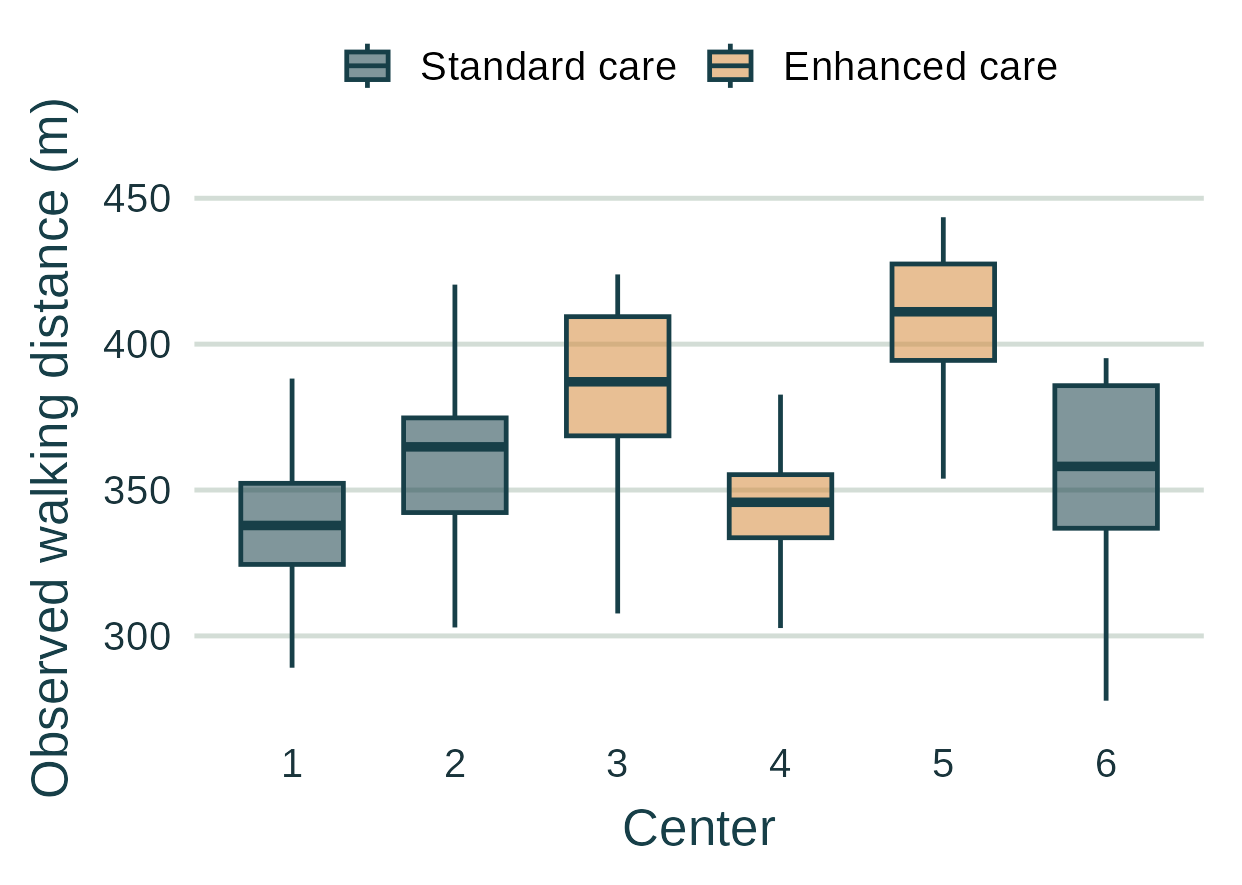 Standard care
Enhanced care
Observed walking distance (m)
450
400
350
300
1 2 3 4 5 6
Center